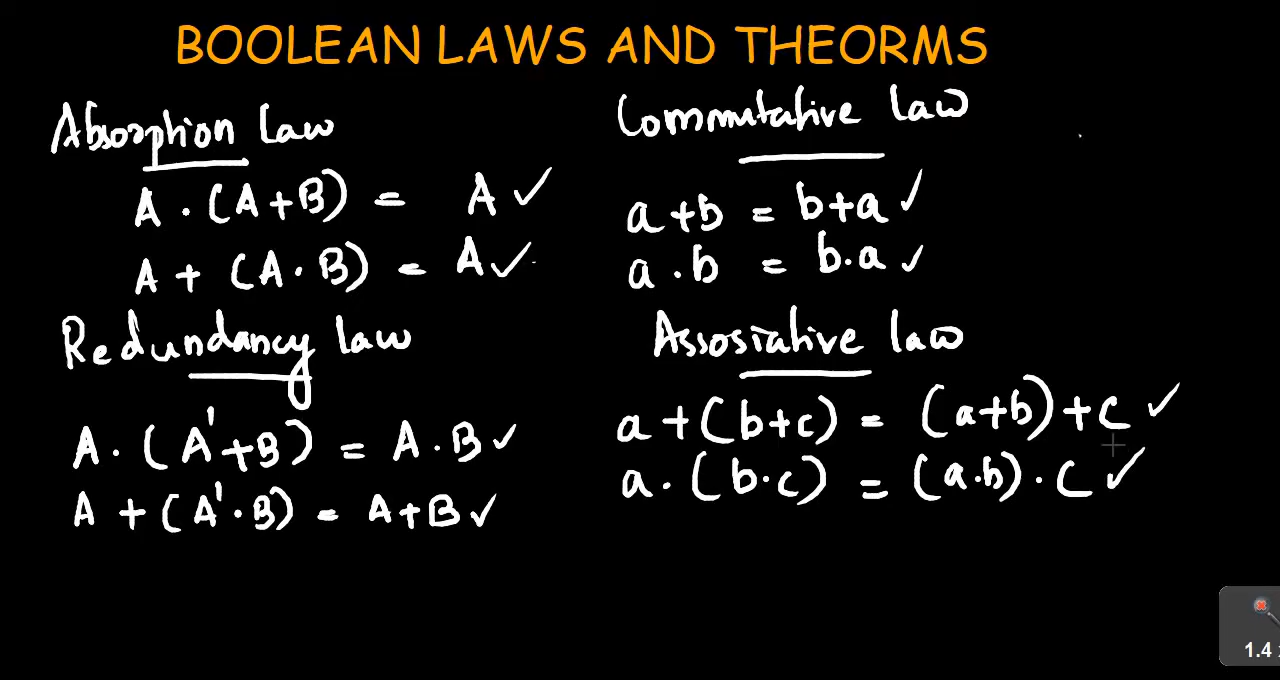 BOOLEAN LAWS AND THEORMS
Absorption law
A · (A+B) = A ✓
A + (A · B) = A ✓
Redundancy law
A · (A'+B) = A · B ✓
A + (A' · B) = A+B ✓
Commutative law
a+b = b+a ✓
a · b = b · a ✓
Assosiative law
a+(b+c) = (a+b)+c ✓
a · (b · c) = (a · b) · c ✓
1.4